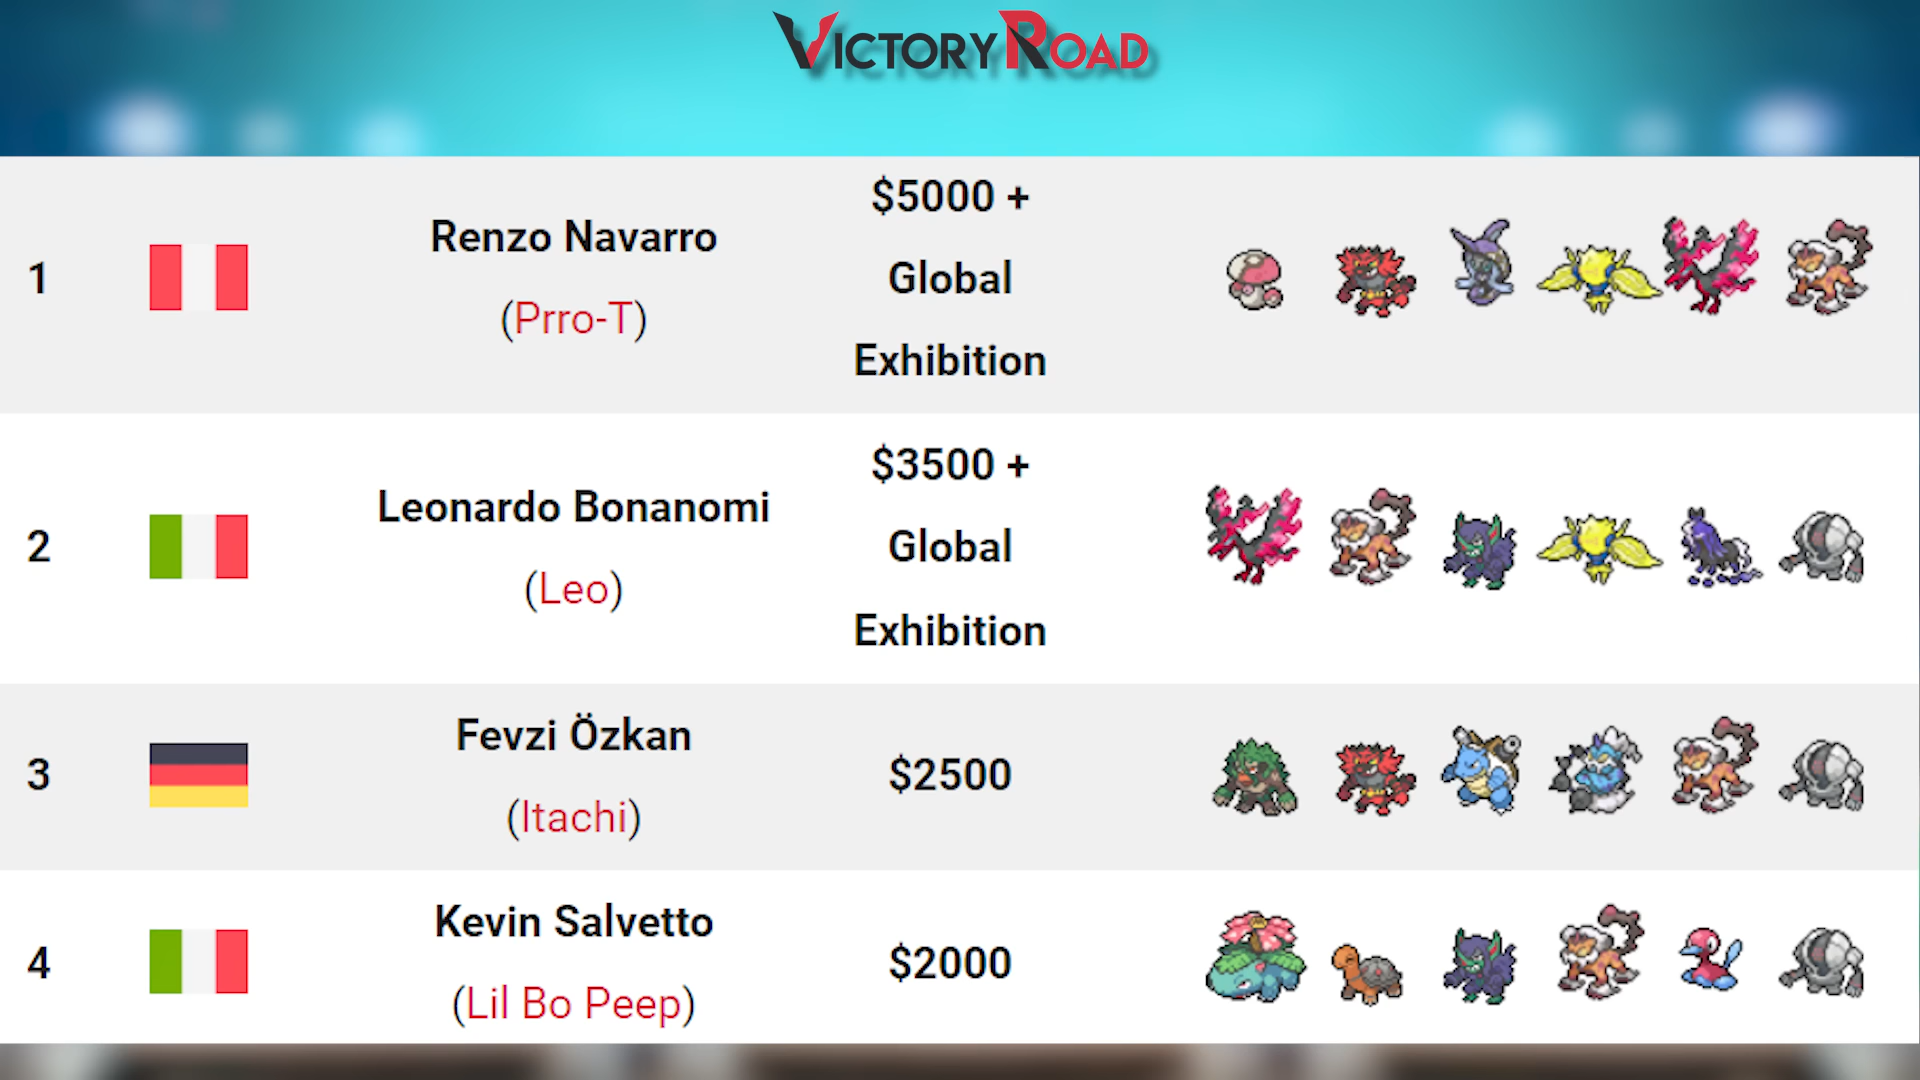 VICTORY ROAD
1
Renzo Navarro
(Prro-T)
$5000 +
Global
Exhibition
2
Leonardo Bonanomi
(Leo)
$3500 +
Global
Exhibition
3
Fevzi Özkan
(Itachi)
$2500
4
Kevin Salvetto
(Lil Bo Peep)
$2000